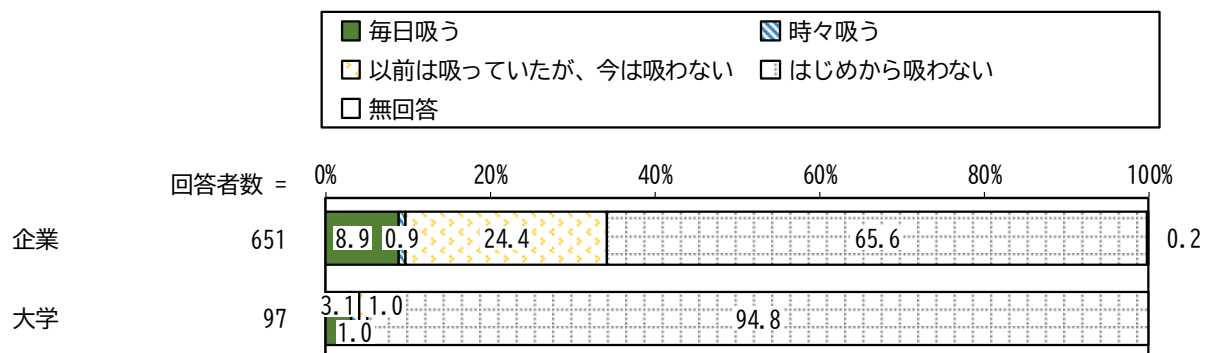 毎日吸う 時々吸う
以前は吸っていたが、今は吸わない はじめから吸わない
無回答
回答者数 = 0% 20% 40% 60% 80% 100%
企業 651 8.9 0.9 24.4 65.6 0.2
大学 97 3.1 1.0 1.0 94.8